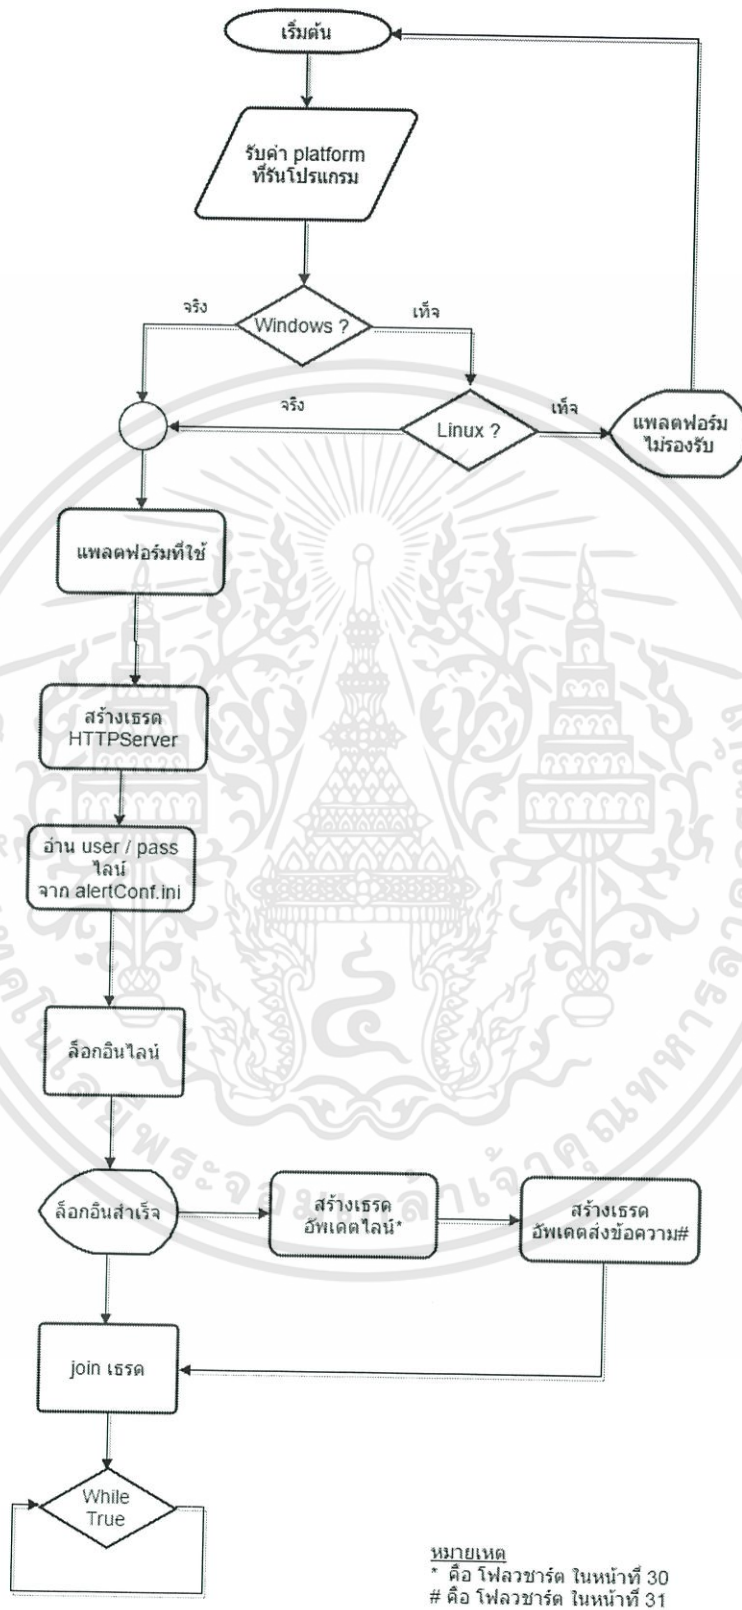 เริ่มต้น
รับค่า platform
ที่รันโปรแกรม
จริง
Windows ?
เท็จ
จริง
Linux ?
เท็จ
แพลตฟอร์ม
ไม่รองรับ
แพลตฟอร์มที่ใช้
สร้างเธรด
HTTPServer
อ่าน user / pass
ไลน์
จาก alertConf.ini
ล็อกอินไลน์
ล็อกอินสำเร็จ
สร้างเธรด
อัพเดตไลน์*
สร้างเธรด
อัพเดตส่งข้อความ#
join เธรด
While
True
หมายเหตุ
* คือ โฟลวชาร์ต ในหน้าที่ 30
# คือ โฟลวชาร์ต ในหน้าที่ 31